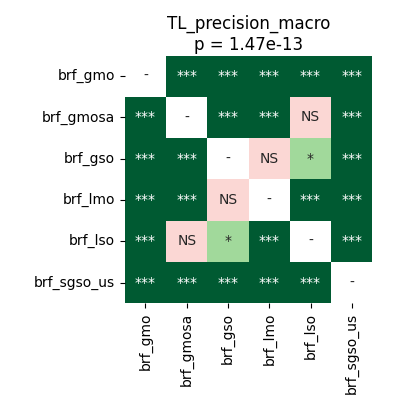 TL_precision_macro
p = 1.47e-13
brf_gmo - *** *** *** *** ***
brf_gmosa *** - *** *** NS ***
brf_gso *** *** - NS * ***
brf_lmo *** *** NS - *** ***
brf_lso *** NS * *** - ***
brf_sgso_us *** *** *** *** *** -
brf_gmo
brf_gmosa
brf_gso
brf_lmo
brf_lso
brf_sgso_us